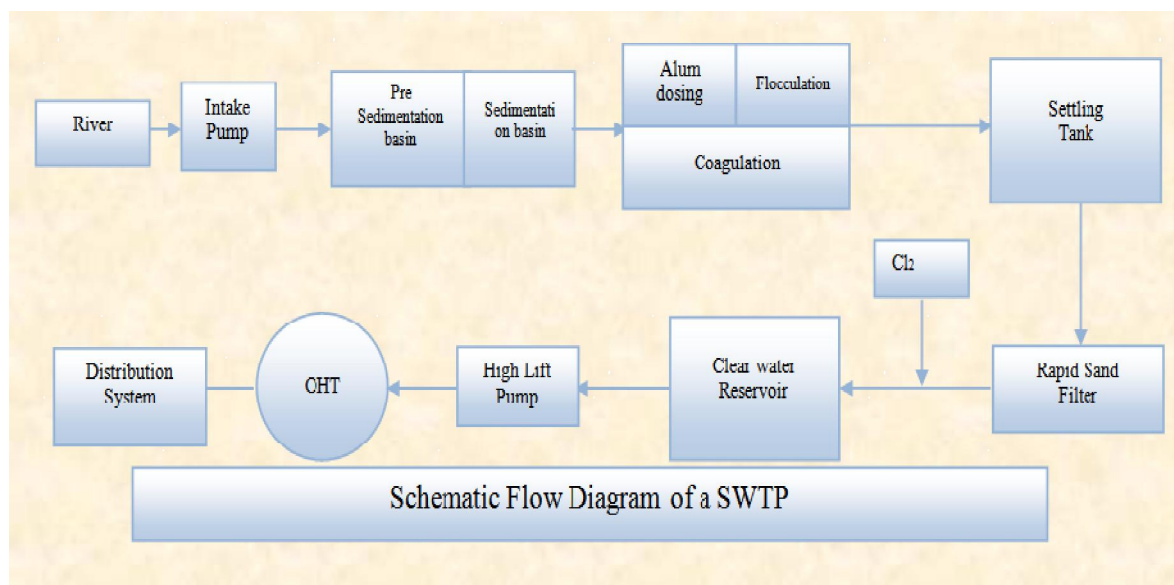 River
Intake
Pump
Pre
Sedimentation
basin
Sedimentati
on basin
Alum
dosing
Flocculation
Coagulation
Settling
Tank
Cl₂
Distribution
System
OHT
High Lift
Pump
Clear water
Reservoir
Rapid Sand
Filter
Schematic Flow Diagram of a SWTP